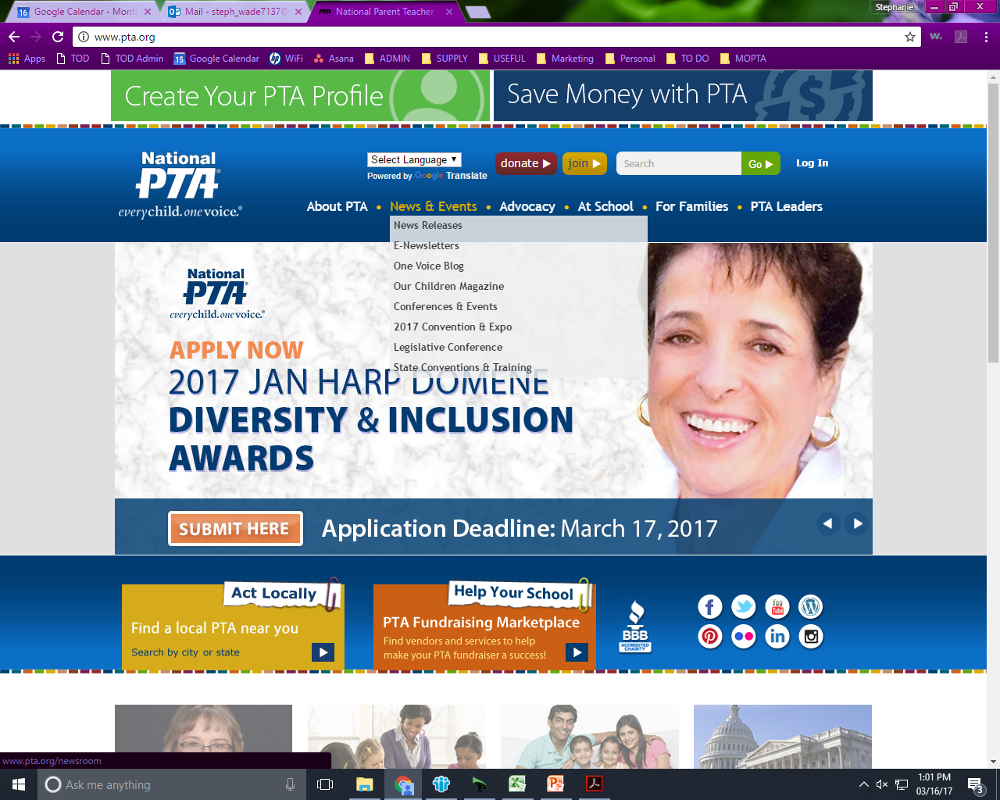 Google Calendar - Mont
Mail - steph_wade7137@
National Parent Teacher
Stephanie
www.pta.org
Apps
TOD
TOD Admin
15 Google Calendar
WiFi
Asana
ADMIN
SUPPLY
USEFUL
Marketing
Personal
TO DO
MOPTA
Create Your PTA Profile
Save Money with PTA
National
PTA®
everychild.onevoice.®
Select Language
Powered by Google Translate
donate
join
Search
Go
Log In
About PTA • News & Events • Advocacy • At School • For Families • PTA Leaders
News Releases
E-Newsletters
One Voice Blog
Our Children Magazine
Conferences & Events
2017 Convention & Expo
Legislative Conference
State Conventions & Training
National
PTA®
everychild.onevoice.®
APPLY NOW
2017 JAN HARP DOMENE
DIVERSITY & INCLUSION
AWARDS
SUBMIT HERE
Application Deadline: March 17, 2017
Act Locally
Find a local PTA near you
Search by city or state
Help Your School
PTA Fundraising Marketplace
Find vendors and services to help
make your PTA fundraiser a success!
BBB
ACCREDITED
CHARITY
You
Tube
www.pta.org/newsroom
Ask me anything
1:01 PM
03/16/17
3